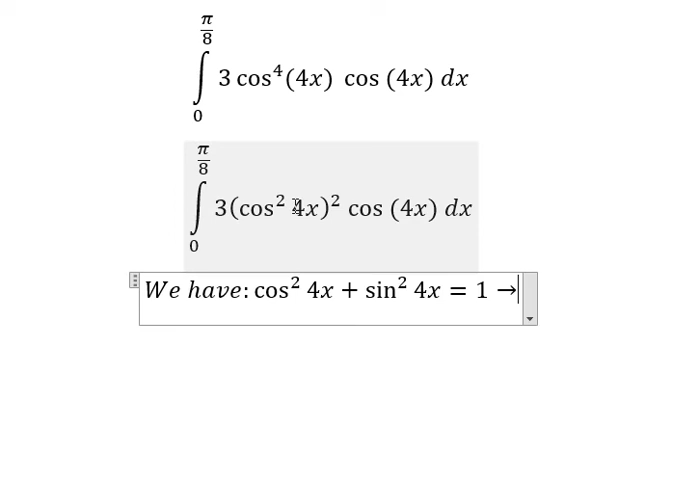 ∫₀^(π/8) 3 cos⁴(4x) cos (4x) dx
∫₀^(π/8) 3(cos² 4x)² cos (4x) dx
We have: cos² 4x + sin² 4x = 1 →